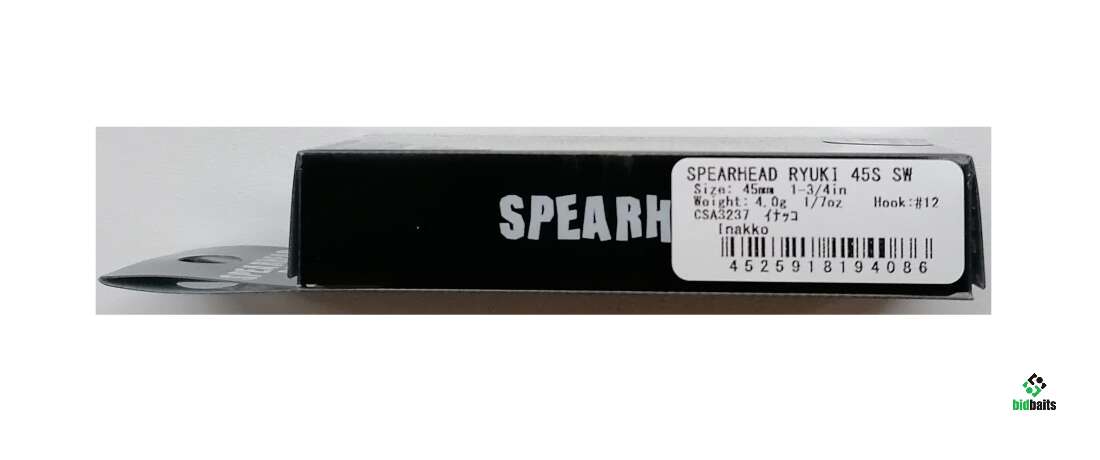 SPEARHEAD RYUKI 45S SW
Size: 45mm 1-3/4in
Weight: 4.0g 1/7oz Hook:#12
CSA3237 イナッコ
Inakko
4525918194086
SPEARH
SPEARHEAD
bidbaits